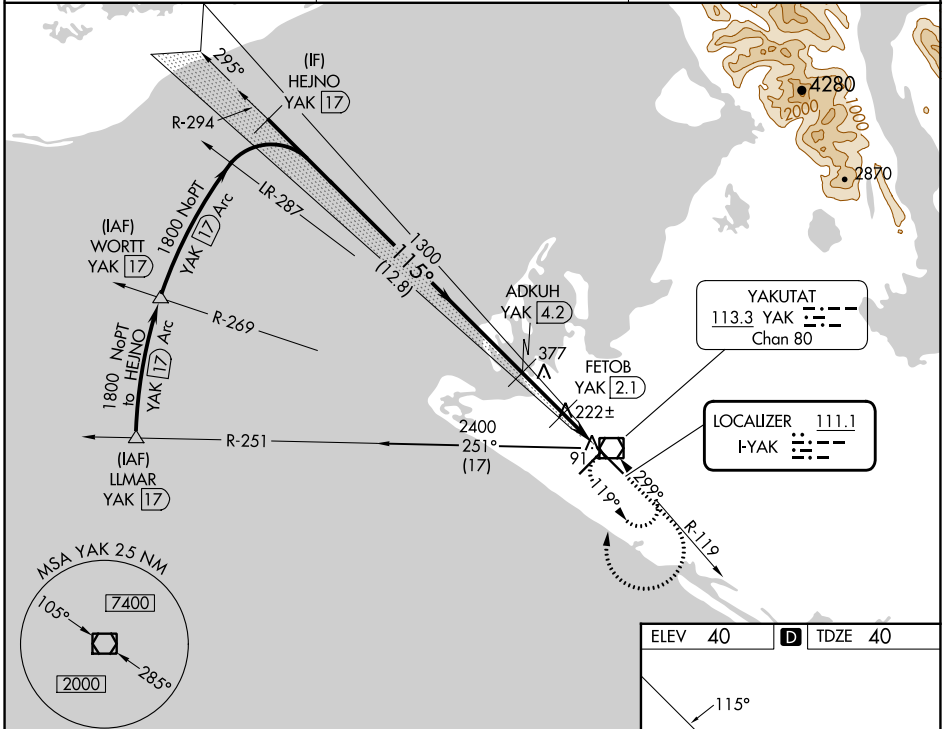 295°
(IF)
HEJNO
YAK 17
R-294
LR-287
1800 NoPT
YAK 17 Arc
(IAF)
WORTT
YAK 17
R-269
1800 NoPT
to HEJNO
YAK 17 Arc
(IAF)
LLMAR
YAK 17
R-251
2400
251°
(17)
1300
115°
(12.8)
ADKUH
YAK 4.2
377
FETOB
YAK 2.1
222±
91
119°
299°
R-119
4280
2000
1000
2870
YAKUTAT
113.3 YAK
Chan 80
LOCALIZER 111.1
I-YAK
MSA YAK 25 NM
105°
7400
2000
285°
ELEV 40 D TDZE 40
115°